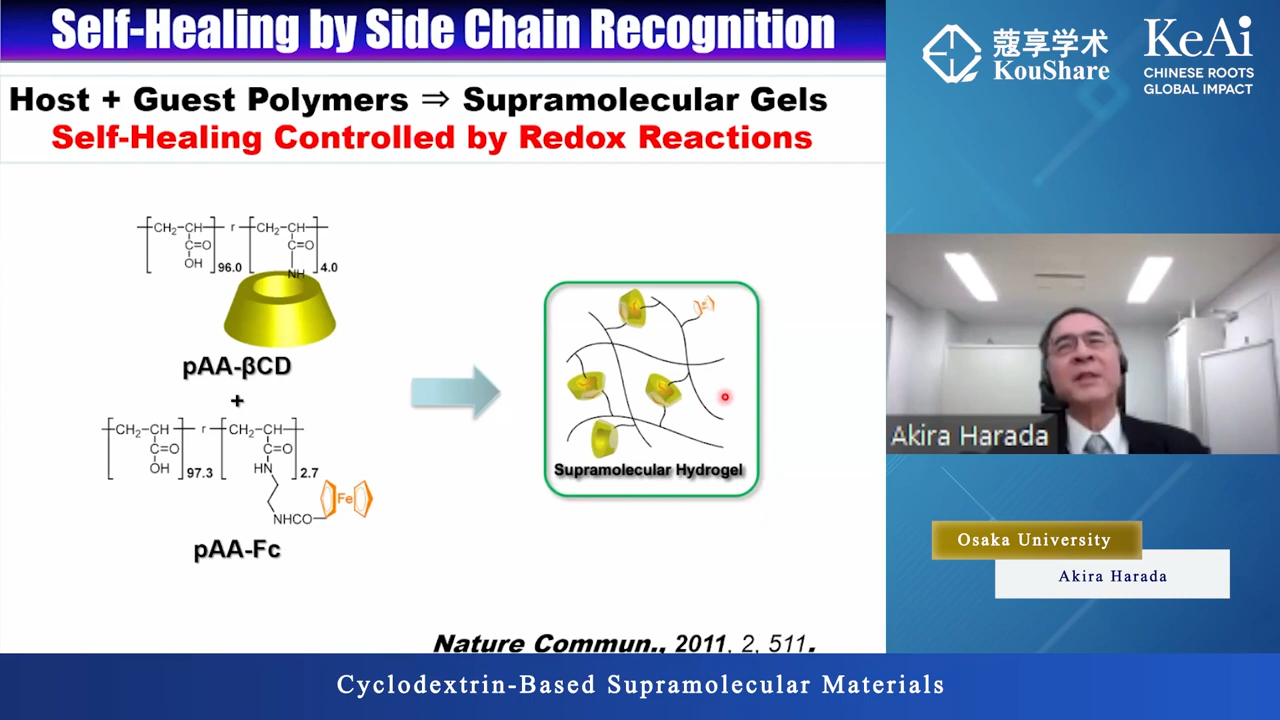 Self-Healing by Side Chain Recognition
Host + Guest Polymers ⇒ Supramolecular Gels
Self-Healing Controlled by Redox Reactions
CH₂-CH r CH₂-CH
C=O C=O
OH 96.0 NH 4.0
pAA-βCD
+
CH₂-CH r CH₂-CH
C=O C=O
OH 97.3 HN 2.7
Fe
NHCO
pAA-Fc
Supramolecular Hydrogel
Nature Commun., 2011, 2, 511.
蔻享学术
KouShare
KeAi
CHINESE ROOTS
GLOBAL IMPACT
Akira Harada
Osaka University
Akira Harada
Cyclodextrin-Based Supramolecular Materials